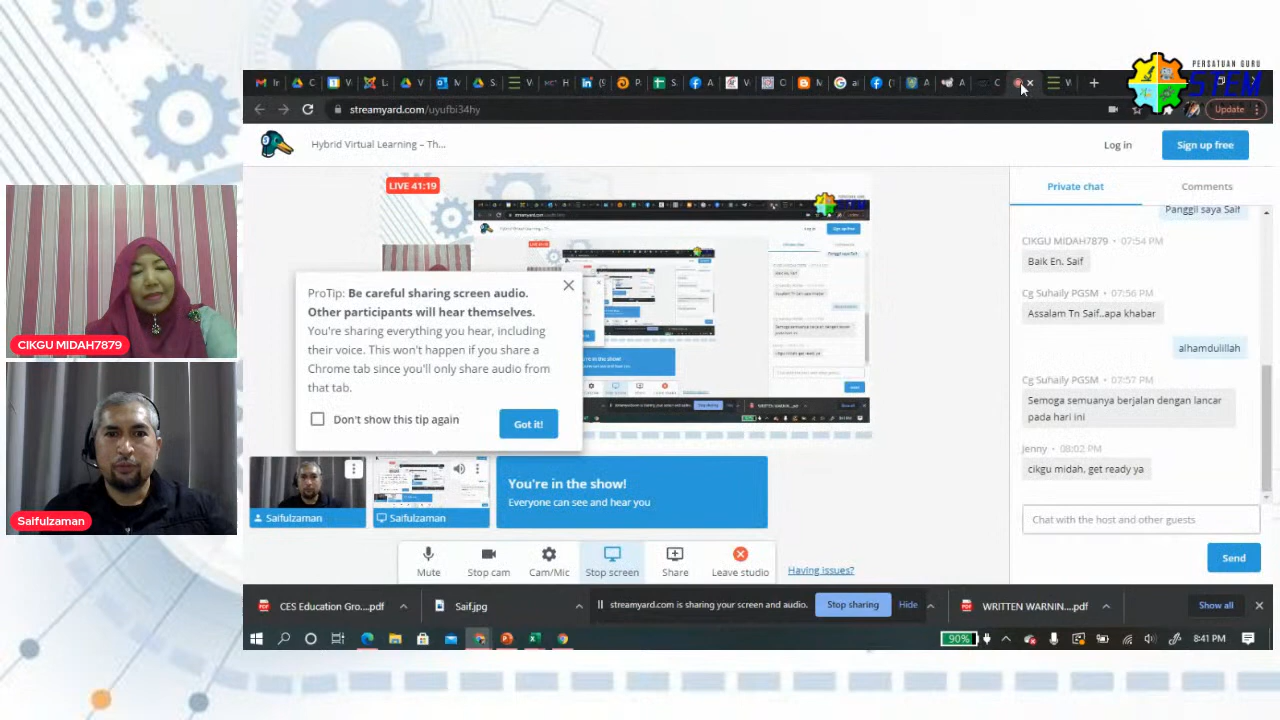 PERSATUAN GURU
STEM
Update
streamyard.com/uyufbi34hy
Hybrid Virtual Learning – Th...
Log in
Sign up free
LIVE 41:19
ProTip: Be careful sharing screen audio.
Other participants will hear themselves.
You're sharing everything you hear, including
their voice. This won't happen if you share a
Chrome tab since you'll only share audio from
that tab.
Don't show this tip again
Got it!
Saifulzaman
Saifulzaman
You're in the show!
Everyone can see and hear you
Mute
Stop cam
Cam/Mic
Stop screen
Share
Leave studio
Having issues?
Private chat
Comments
Panggil saya Saif
CIKGU MIDAH7879 • 07:54 PM
Baik En. Saif
Cg Suhaily PGSM • 07:56 PM
Assalam Tn Saif..apa khabar
alhamdulillah
Cg Suhaily PGSM • 07:57 PM
Semoga semuanya berjalan dengan lancar
pada hari ini
Jenny • 08:02 PM
cikgu midah, get ready ya
Chat with the host and other guests
Send
CIKGU MIDAH7879
Saifulzaman
CES Education Gro....pdf
Saif.jpg
streamyard.com is sharing your screen and audio.
Stop sharing
Hide
WRITTEN WARNIN....pdf
Show all
90%
8:41 PM